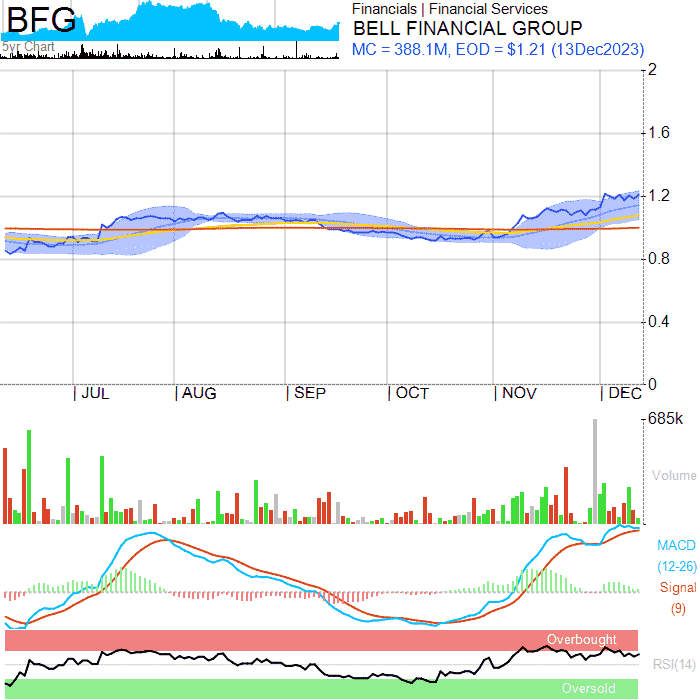 BFG
5yr Chart
Financials | Financial Services
BELL FINANCIAL GROUP
MC = 388.1M, EOD = $1.21 (13Dec2023)
2
1.6
1.2
0.8
0.4
0
| JUL | AUG | SEP | OCT | NOV | DEC
685k
Volume
MACD
(12-26)
Signal
(9)
Overbought
RSI(14)
Oversold